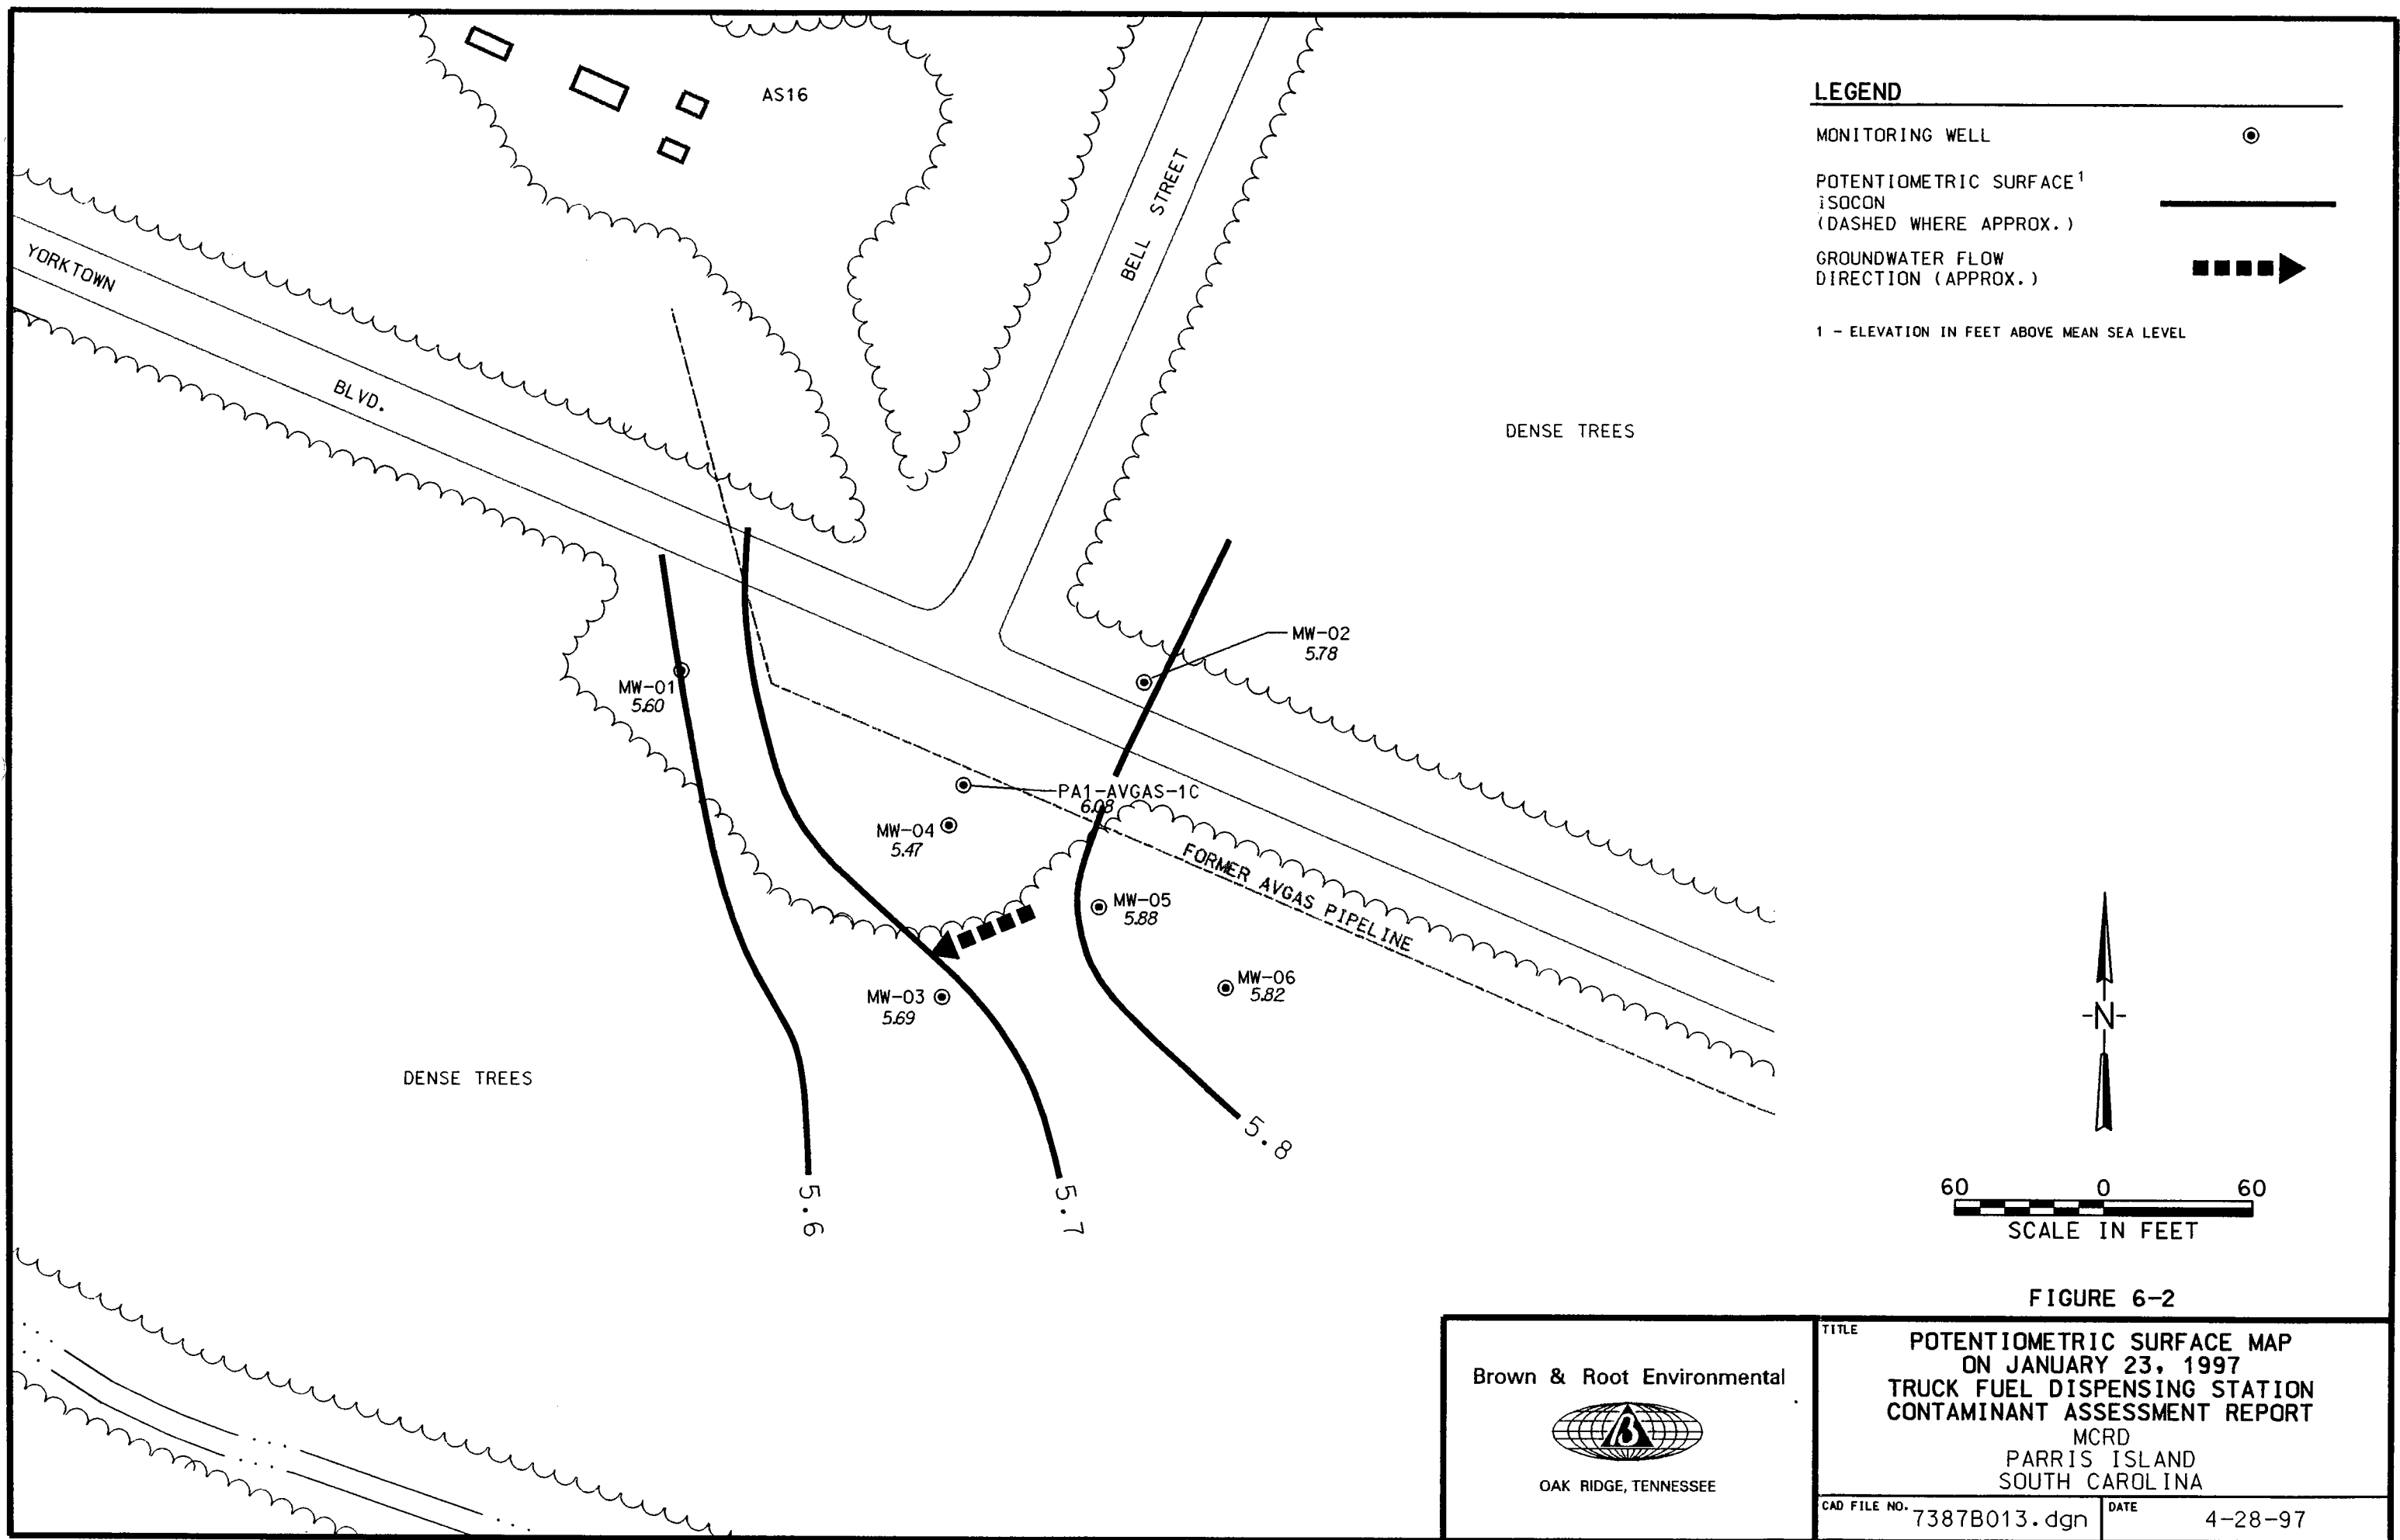 AS16
BELL STREET
YORKTOWN
BLVD.
LEGEND
MONITORING WELL
POTENTIOMETRIC SURFACE1
ISOCON
(DASHED WHERE APPROX.)
GROUNDWATER FLOW
DIRECTION (APPROX.)
1 - ELEVATION IN FEET ABOVE MEAN SEA LEVEL
DENSE TREES
MW-02
5.78
MW-01
5.60
PA1-AVGAS-1C
6.08
MW-04
5.47
FORMER AVGAS PIPELINE
MW-05
5.88
MW-06
5.82
MW-03
5.69
DENSE TREES
5.8
5.7
5.6
-N-
60 0 60
SCALE IN FEET
FIGURE 6-2
Brown & Root Environmental
B
OAK RIDGE, TENNESSEE
TITLE
POTENTIOMETRIC SURFACE MAP
ON JANUARY 23, 1997
TRUCK FUEL DISPENSING STATION
CONTAMINANT ASSESSMENT REPORT
MCRD
PARRIS ISLAND
SOUTH CAROLINA
CAD FILE NO. 7387B013.dgn
DATE 4-28-97